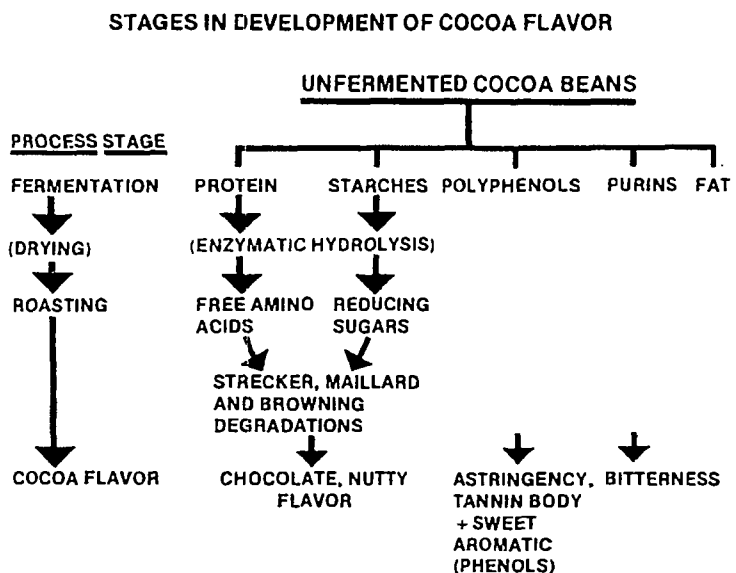 STAGES IN DEVELOPMENT OF COCOA FLAVOR
UNFERMENTED COCOA BEANS
PROCESS STAGE
FERMENTATION PROTEIN STARCHES POLYPHENOLS PURINS FAT
(DRYING) (ENZYMATIC HYDROLYSIS)
ROASTING FREE AMINO REDUCING
ACIDS SUGARS
STRECKER, MAILLARD
AND BROWNING
DEGRADATIONS
COCOA FLAVOR CHOCOLATE, NUTTY ASTRINGENCY, BITTERNESS
FLAVOR TANNIN BODY
+ SWEET
AROMATIC
(PHENOLS)